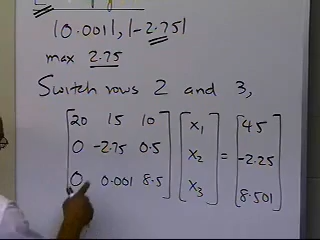 |0.001|, |-2.75|
max 2.75
Switch rows 2 and 3,
[20 15 10] [x1] [45]
[0 -2.75 0.5] [x2] = [-2.25]
[0 0.001 8.5] [x3] [8.501]